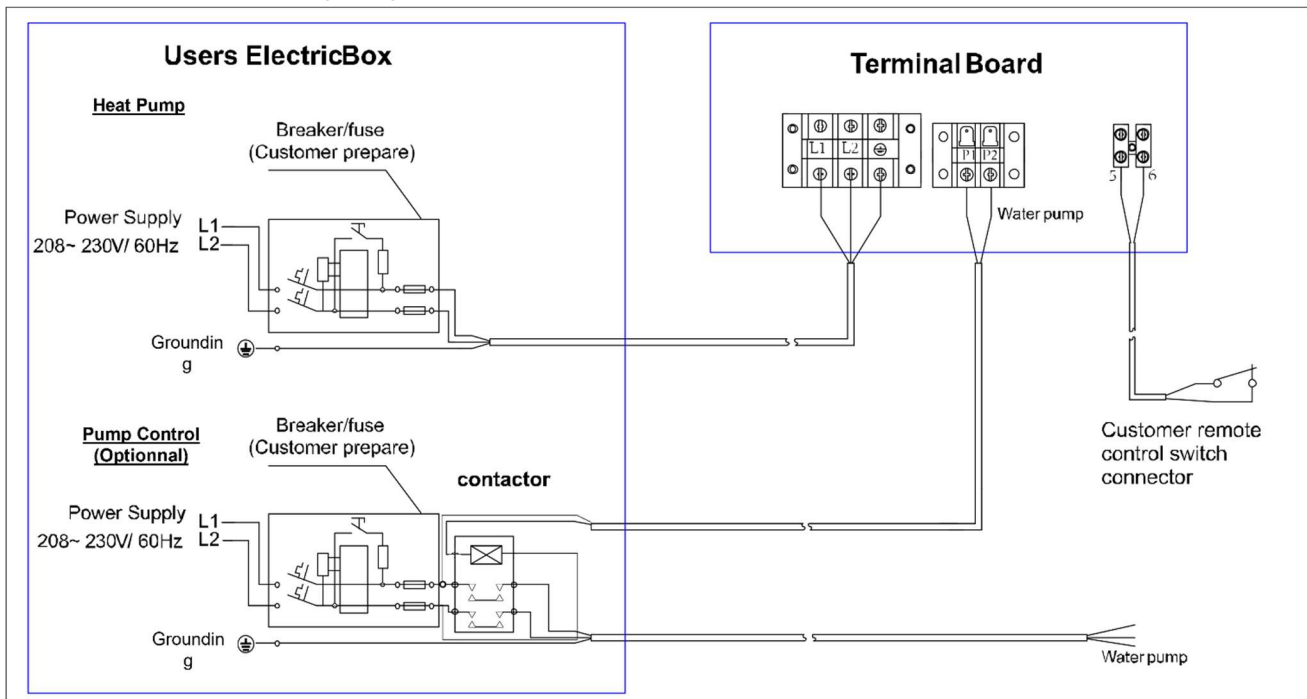 Users ElectricBox
Heat Pump
Breaker/fuse
(Customer prepare)
Power Supply L1
208~ 230V/ 60Hz L2
Groundin
g
Pump Control
(Optionnal)
Breaker/fuse
(Customer prepare)
contactor
Power Supply L1
208~ 230V/ 60Hz L2
Groundin
g
Terminal Board
L1 L2
P1 P2
5 6
Water pump
Customer remote
control switch
connector
Water pump